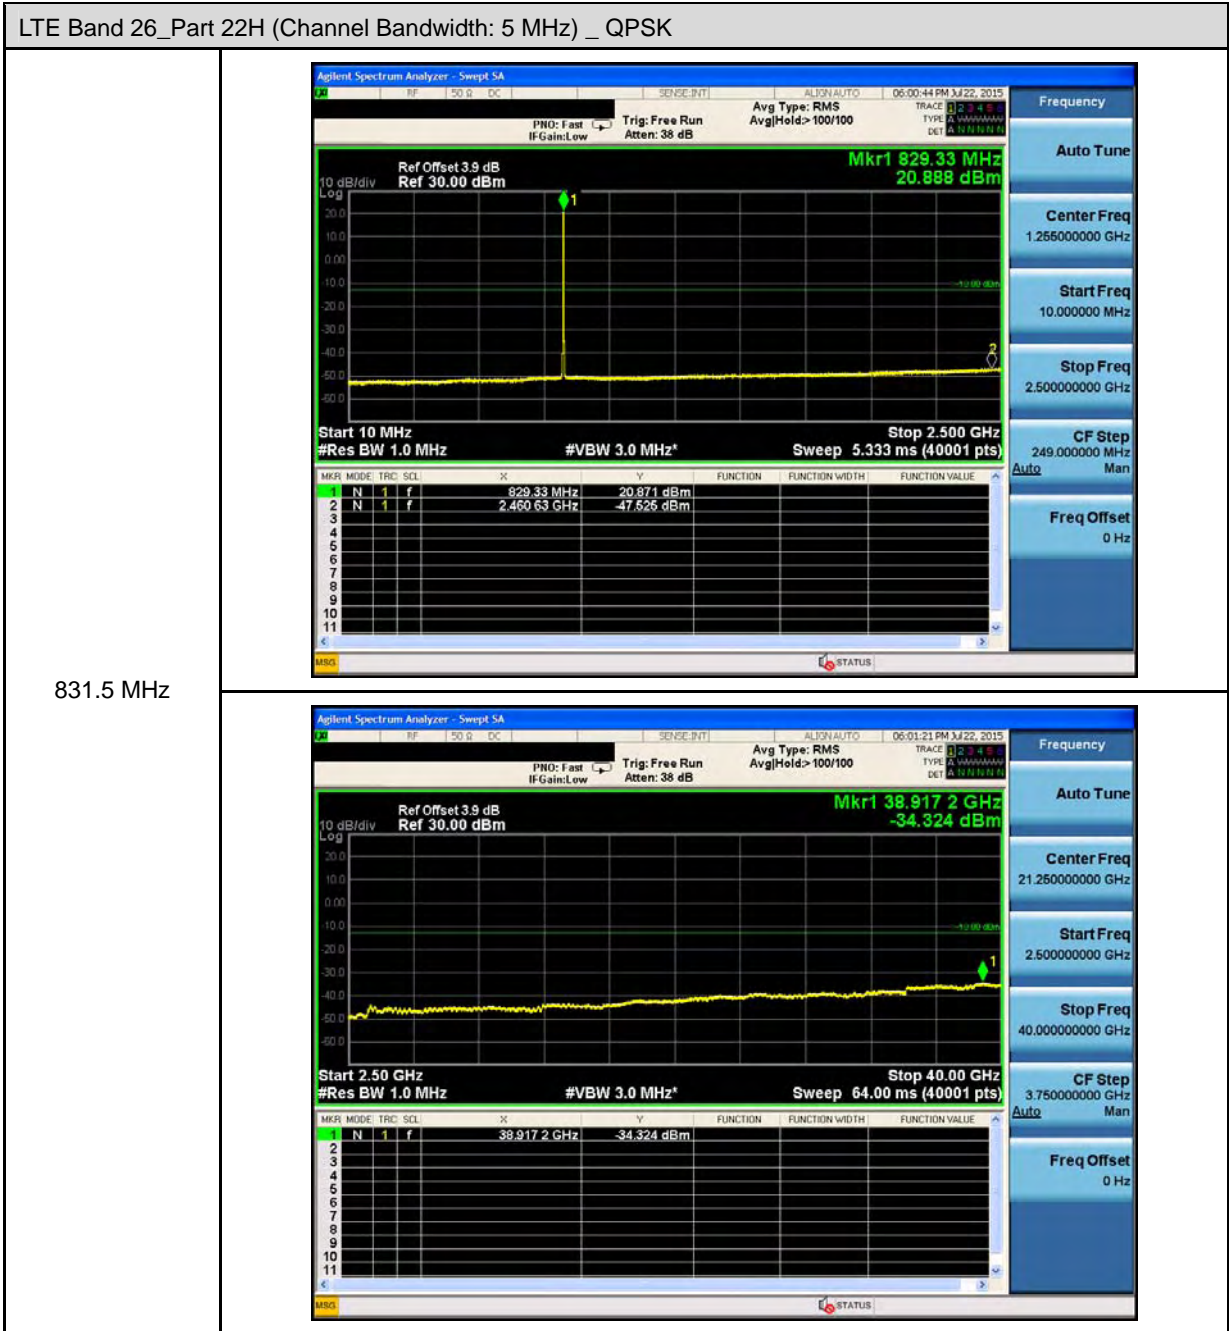 LTE Band 26_Part 22H (Channel Bandwidth: 5 MHz) _ QPSK
831.5 MHz
Agilent Spectrum Analyzer - Swept SA
RF 50 Ω DC SENSE:INT ALIGN AUTO 06:00:44 PM Jul 22, 2015
PNO: Fast Trig: Free Run Avg Type: RMS TRACE 1 2 3 4 5 6
IFGain:Low Atten: 38 dB Avg|Hold:> 100/100 TYPE A WWWWW
DET A N N N N N
Mkr1 829.33 MHz
20.888 dBm
Ref Offset 3.9 dB
10 dB/div Ref 30.00 dBm
Log
20.0
10.0
0.00
-10.0
-20.0
-30.0
-40.0
-50.0
-60.0
1
2
Start 10 MHz Stop 2.500 GHz
#Res BW 1.0 MHz #VBW 3.0 MHz* Sweep 5.333 ms (40001 pts)
MKR MODE TRC SCL X Y FUNCTION FUNCTION WIDTH FUNCTION VALUE
1 N 1 f 829.33 MHz 20.871 dBm
2 N 1 f 2.460 63 GHz -47.525 dBm
3
4
5
6
7
8
9
10
11
MSG STATUS
Frequency
Auto Tune
Center Freq
1.255000000 GHz
Start Freq
10.000000 MHz
Stop Freq
2.500000000 GHz
CF Step
249.000000 MHz
Auto Man
Freq Offset
0 Hz
Agilent Spectrum Analyzer - Swept SA
RF 50 Ω DC SENSE:INT ALIGN AUTO 06:01:21 PM Jul 22, 2015
PNO: Fast Trig: Free Run Avg Type: RMS TRACE 1 2 3 4 5 6
IFGain:Low Atten: 38 dB Avg|Hold:> 100/100 TYPE A WWWWW
DET A N N N N N
Mkr1 38.917 2 GHz
-34.324 dBm
Ref Offset 3.9 dB
10 dB/div Ref 30.00 dBm
Log
20.0
10.0
0.00
-10.0
-20.0
-30.0
-40.0
-50.0
-60.0
1
Start 2.50 GHz Stop 40.00 GHz
#Res BW 1.0 MHz #VBW 3.0 MHz* Sweep 64.00 ms (40001 pts)
MKR MODE TRC SCL X Y FUNCTION FUNCTION WIDTH FUNCTION VALUE
1 N 1 f 38.917 2 GHz -34.324 dBm
2
3
4
5
6
7
8
9
10
11
MSG STATUS
Frequency
Auto Tune
Center Freq
21.250000000 GHz
Start Freq
2.500000000 GHz
Stop Freq
40.000000000 GHz
CF Step
3.750000000 GHz
Auto Man
Freq Offset
0 Hz